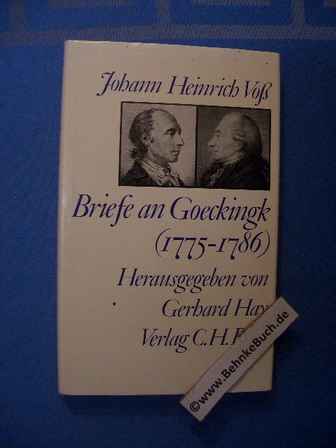 Johann Heinrich Voß
Briefe an Goeckingk
(1775-1786)
Herausgegeben von
Gerhard Hay
Verlag C.H.
©www.BehnkeBuch.de